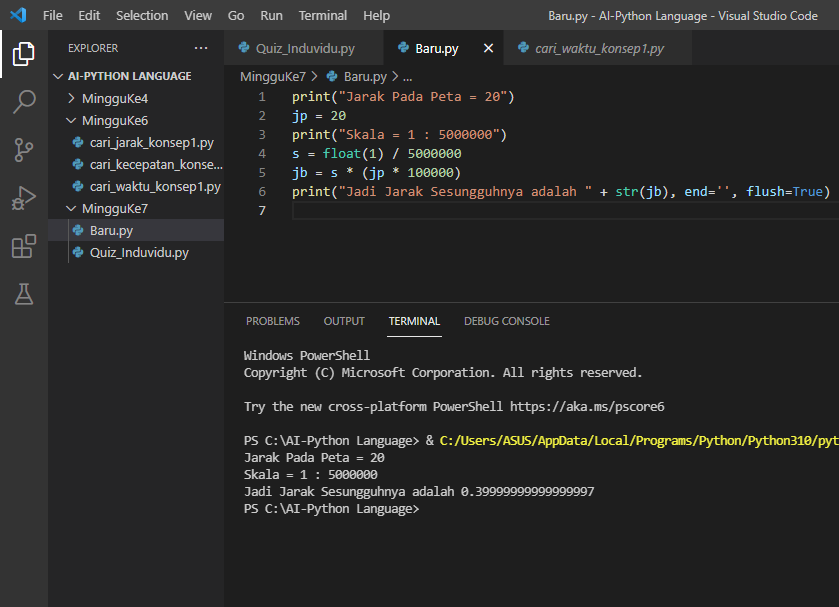 File Edit Selection View Go Run Terminal Help Baru.py - AI-Python Language - Visual Studio Code
EXPLORER ...
AI-PYTHON LANGUAGE
MingguKe4
MingguKe6
cari_jarak_konsep1.py
cari_kecepatan_konse...
cari_waktu_konsep1.py
MingguKe7
Baru.py
Quiz_Induvidu.py
Quiz_Induvidu.py Baru.py cari_waktu_konsep1.py
MingguKe7 > Baru.py > ...
1 print("Jarak Pada Peta = 20")
2 jp = 20
3 print("Skala = 1 : 5000000")
4 s = float(1) / 5000000
5 jb = s * (jp * 100000)
6 print("Jadi Jarak Sesungguhnya adalah " + str(jb), end='', flush=True)
7
PROBLEMS OUTPUT TERMINAL DEBUG CONSOLE
Windows PowerShell
Copyright (C) Microsoft Corporation. All rights reserved.
Try the new cross-platform PowerShell https://aka.ms/pscore6
PS C:\AI-Python Language> & C:/Users/ASUS/AppData/Local/Programs/Python/Python310/pyt
Jarak Pada Peta = 20
Skala = 1 : 5000000
Jadi Jarak Sesungguhnya adalah 0.39999999999999997
PS C:\AI-Python Language>